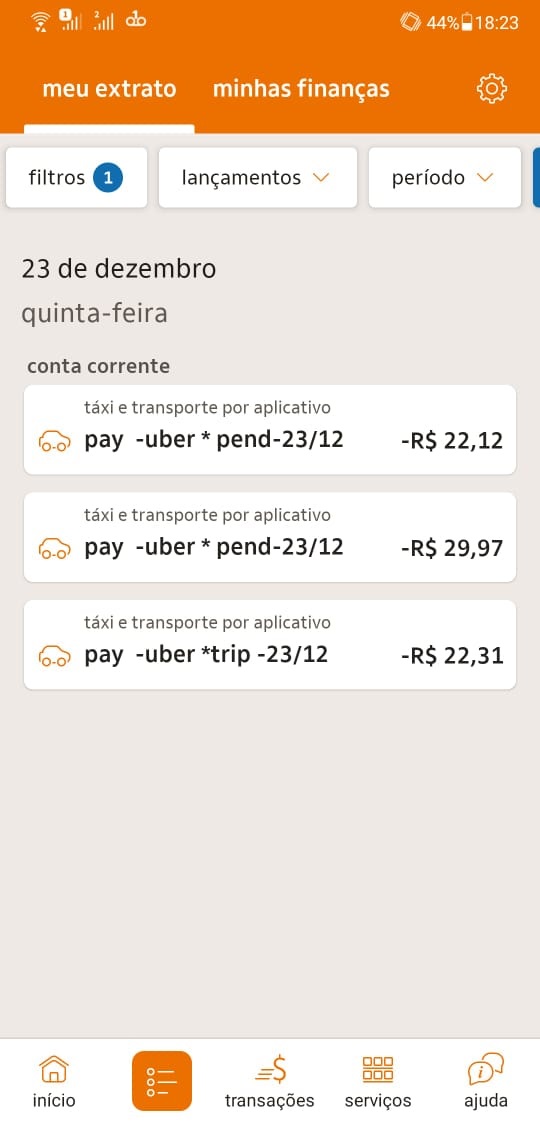 1 2 44% 18:23
meu extrato minhas finanças
filtros 1 lançamentos período
23 de dezembro
quinta-feira
conta corrente
táxi e transporte por aplicativo
pay -uber * pend-23/12 -R$ 22,12
táxi e transporte por aplicativo
pay -uber * pend-23/12 -R$ 29,97
táxi e transporte por aplicativo
pay -uber *trip -23/12 -R$ 22,31
início transações serviços ajuda